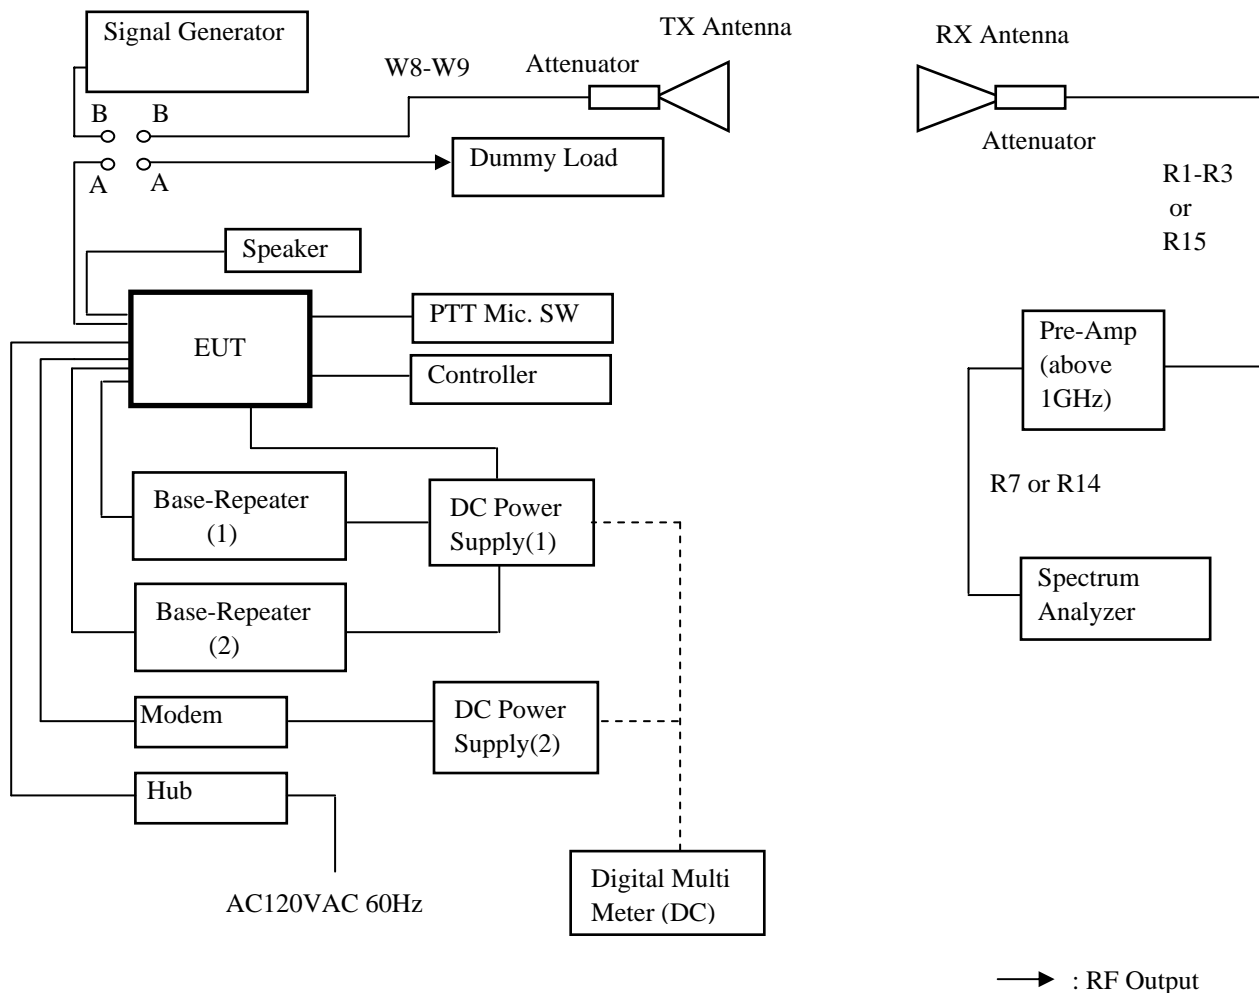 Signal Generator
TX Antenna
RX Antenna
W8-W9
Attenuator
B
B
Attenuator
A
A
Dummy Load
R1-R3
or
R15
Speaker
EUT
PTT Mic. SW
Controller
Pre-Amp
(above
1GHz)
Base-Repeater
(1)
DC Power
Supply(1)
R7 or R14
Base-Repeater
(2)
Spectrum
Analyzer
Modem
DC Power
Supply(2)
Hub
AC120VAC 60Hz
Digital Multi
Meter (DC)
: RF Output